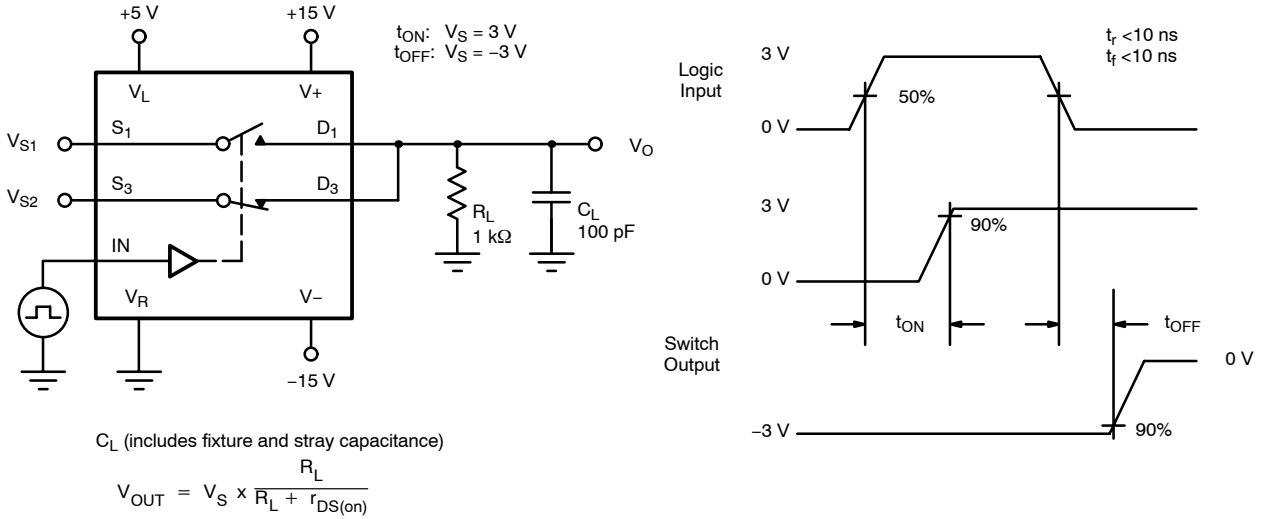 +5 V
+15 V
tON: VS = 3 V
tOFF: VS = −3 V
VL
V+
VS1
S1
D1
VO
VS2
S3
D3
RL
1 kΩ
CL
100 pF
IN
VR
V−
−15 V
CL (includes fixture and stray capacitance)
VOUT = VS x RL
RL + rDS(on)
tr <10 ns
tf <10 ns
Logic
Input
3 V
50%
0 V
3 V
90%
0 V
tON
tOFF
Switch
Output
0 V
−3 V
90%